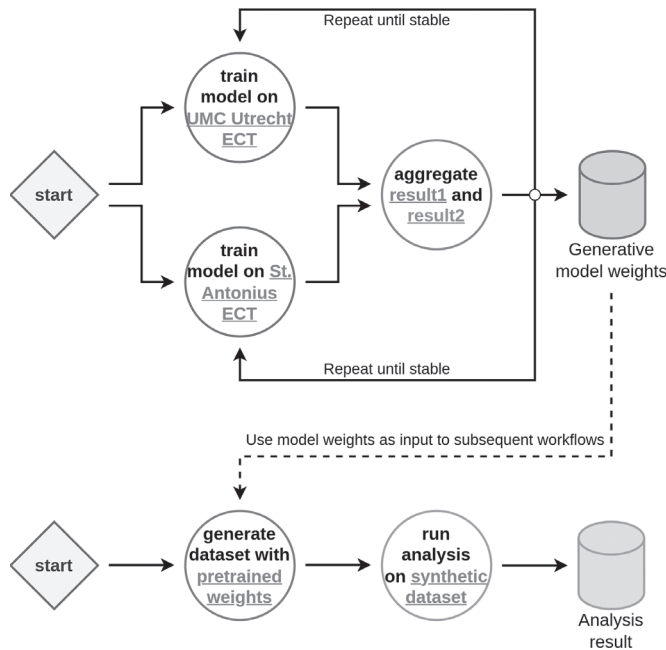 Repeat until stable
train
model on
UMC Utrecht
ECT
start
aggregate
result1 and
result2
train
model on St.
Antonius
ECT
Generative
model weights
Repeat until stable
Use model weights as input to subsequent workflows
start
generate
dataset with
pretrained
weights
run
analysis
on synthetic
dataset
Analysis
result